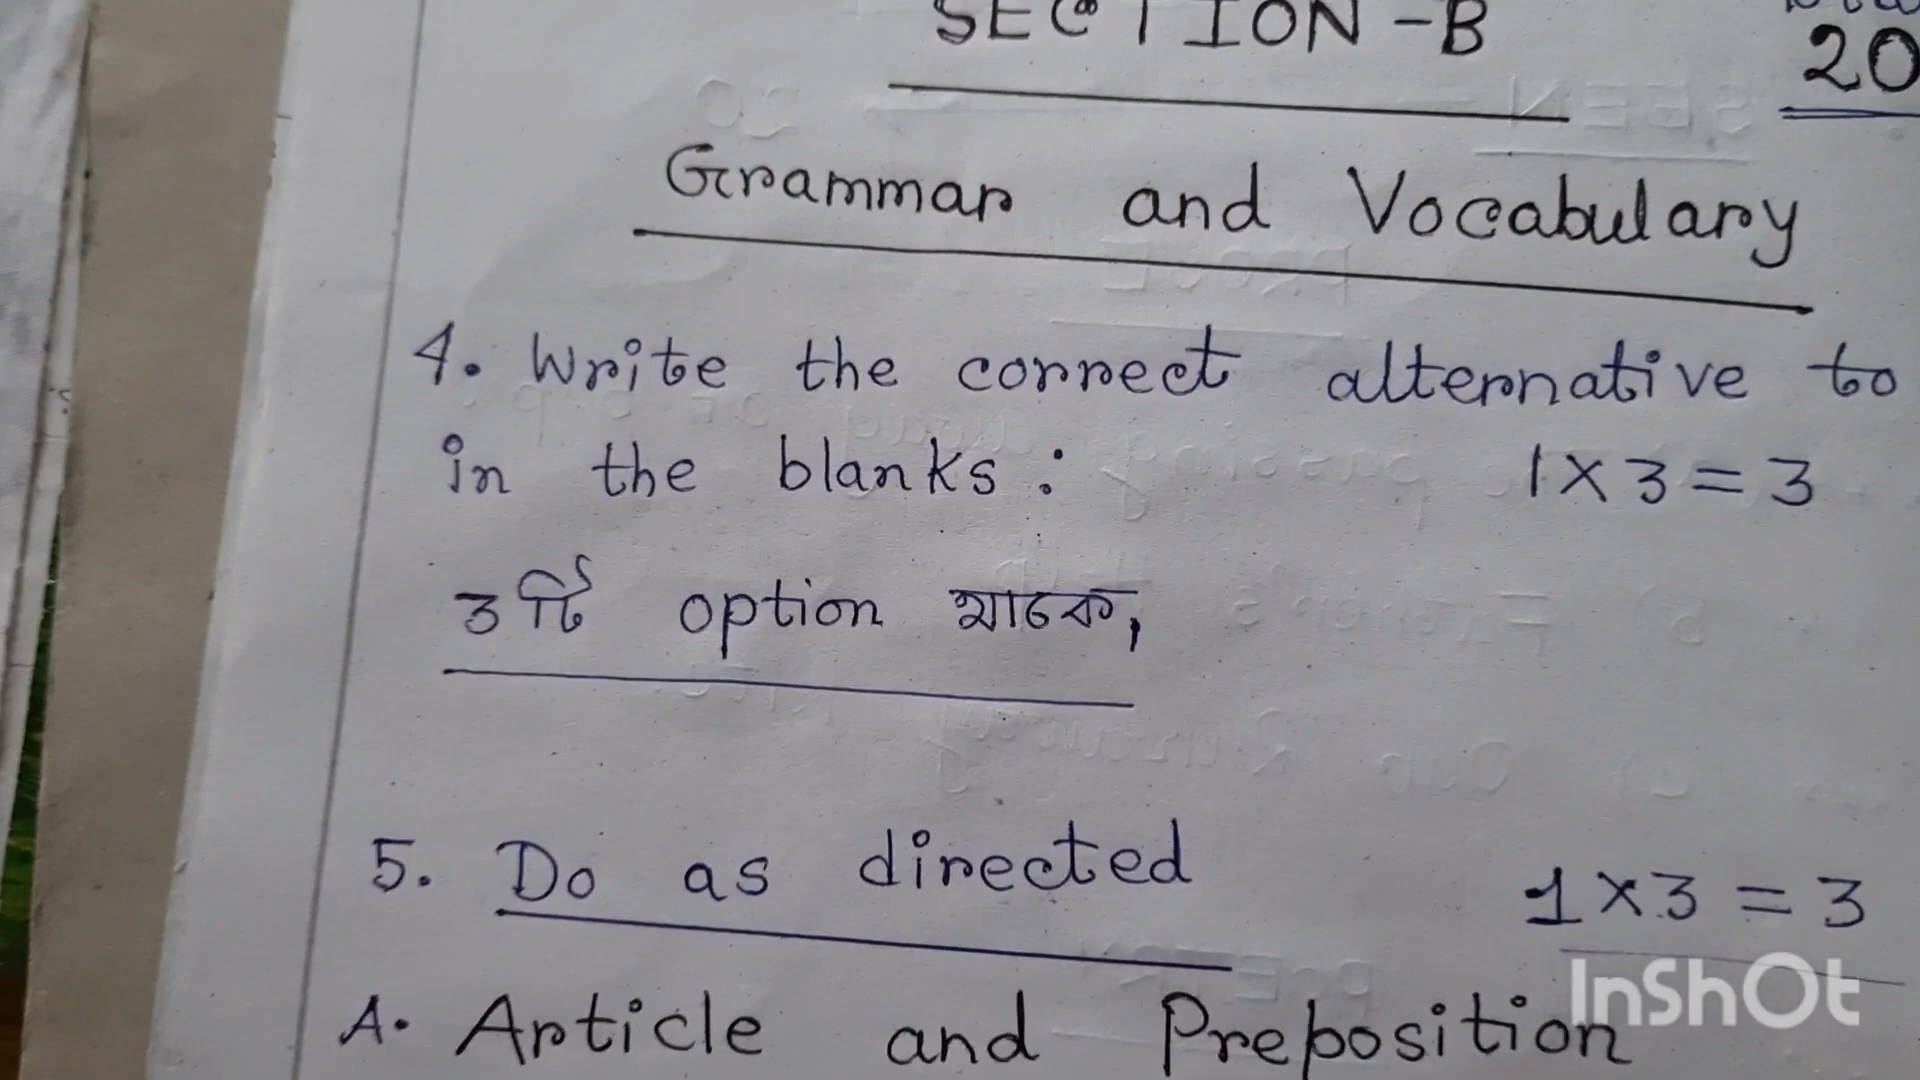 SECTION-B
20
Grammar and Vocabulary
4. Write the correct alternative to
in the blanks: 1×3=3
3টি option থাকে,
5. Do as directed 1×3=3
A. Article and Preposition
InShOt